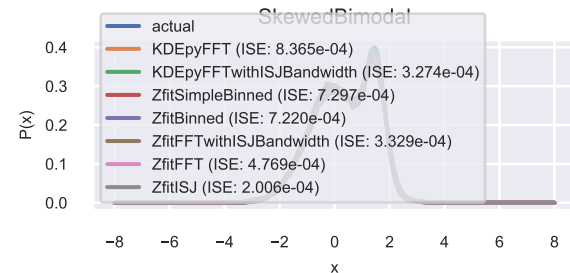 SkewedBimodal
actual
KDEpyFFT (ISE: 8.365e-04)
KDEpyFFTwithISJBandwidth (ISE: 3.274e-04)
ZfitSimpleBinned (ISE: 7.297e-04)
ZfitBinned (ISE: 7.220e-04)
ZfitFFTwithISJBandwidth (ISE: 3.329e-04)
ZfitFFT (ISE: 4.769e-04)
ZfitISJ (ISE: 2.006e-04)
P(x)
0.4
0.3
0.2
0.1
0.0
−8 −6 −4 −2 0 2 4 6 8
x